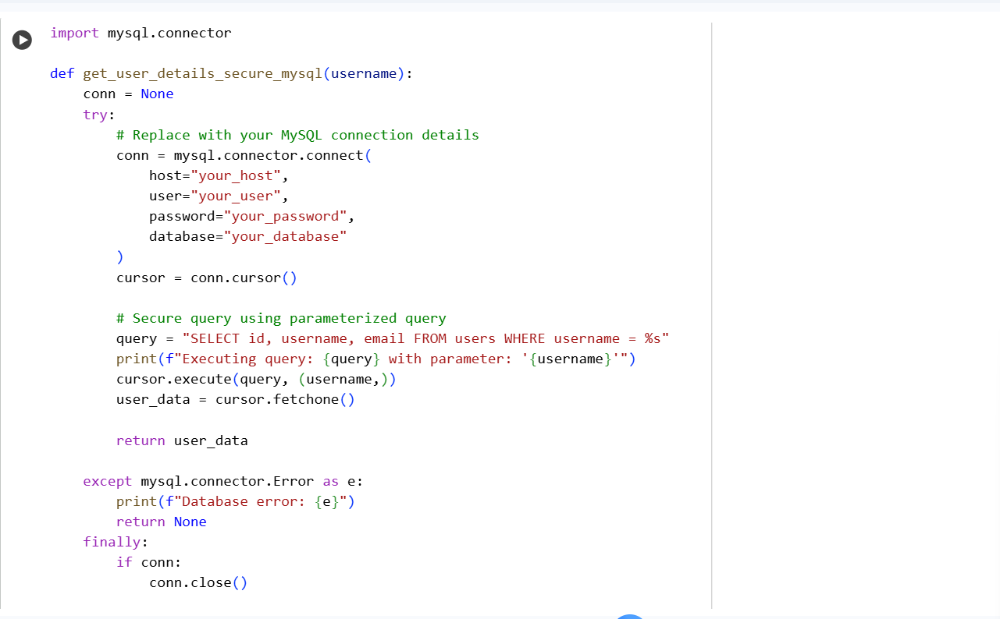 import mysql.connector
def get_user_details_secure_mysql(username):
    conn = None
    try:
        # Replace with your MySQL connection details
        conn = mysql.connector.connect(
            host="your_host",
            user="your_user",
            password="your_password",
            database="your_database"
        )
        cursor = conn.cursor()
        # Secure query using parameterized query
        query = "SELECT id, username, email FROM users WHERE username = %s"
        print(f"Executing query: {query} with parameter: '{username}'")
        cursor.execute(query, (username,))
        user_data = cursor.fetchone()
        return user_data
    except mysql.connector.Error as e:
        print(f"Database error: {e}")
        return None
    finally:
        if conn:
            conn.close()